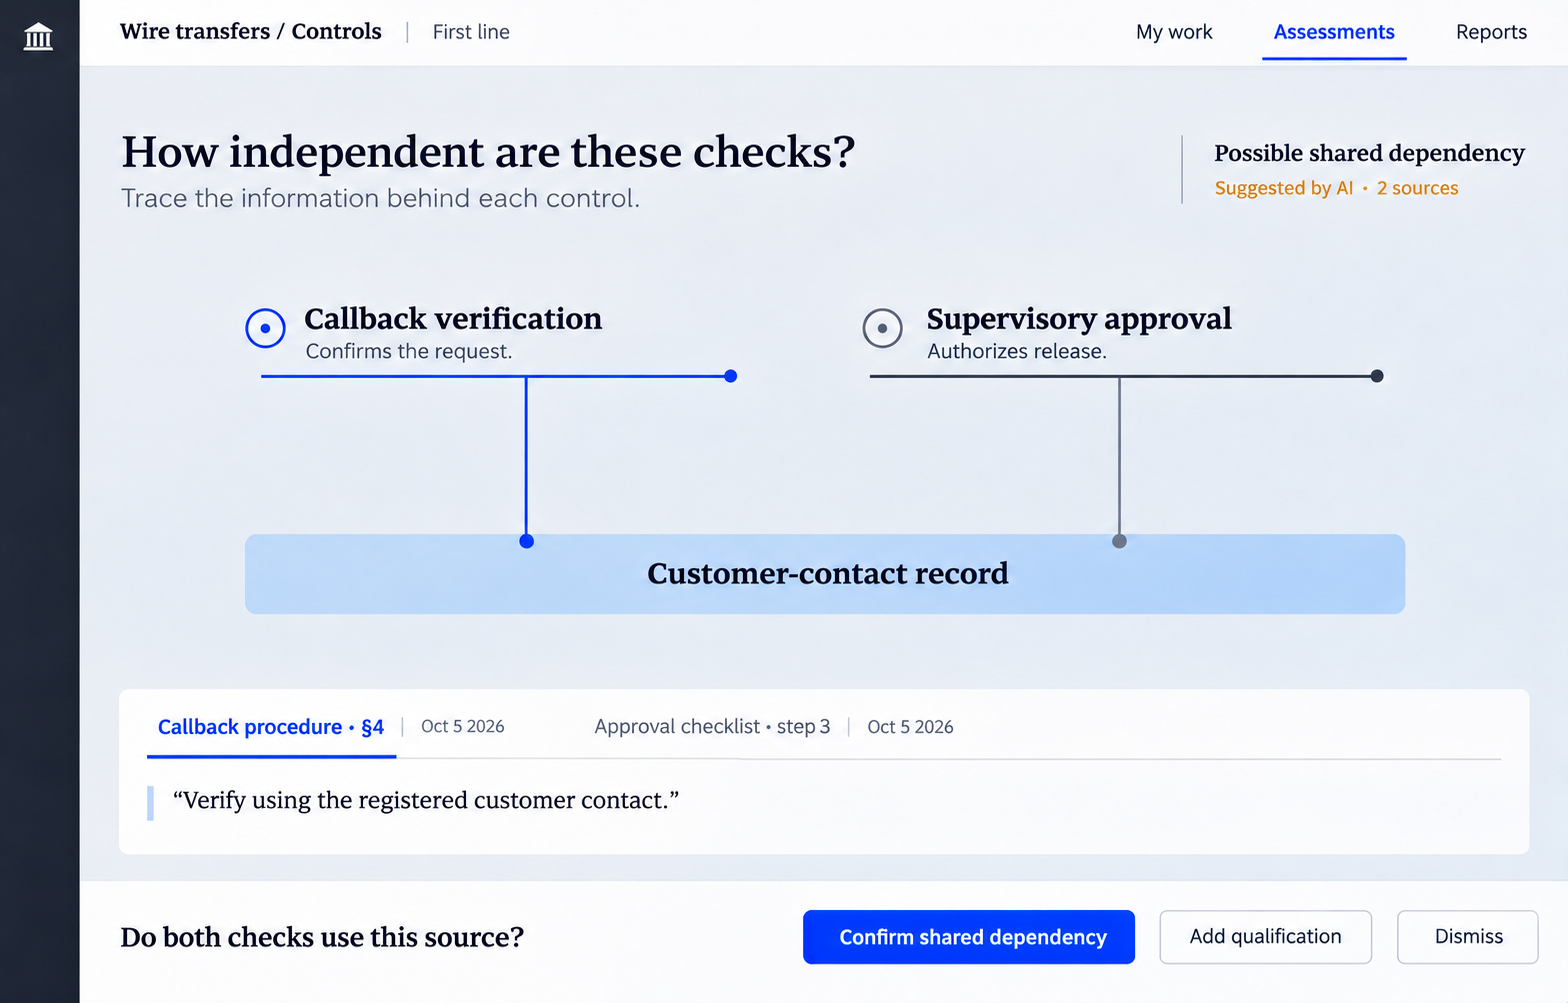 Wire transfers / Controls | First line
My work
Assessments
Reports
How independent are these checks?
Trace the information behind each control.
Possible shared dependency
Suggested by AI • 2 sources
Callback verification
Confirms the request.
Supervisory approval
Authorizes release.
Customer-contact record
Callback procedure • §4 | Oct 5 2026
Approval checklist • step 3 | Oct 5 2026
“Verify using the registered customer contact.”
Do both checks use this source?
Confirm shared dependency
Add qualification
Dismiss